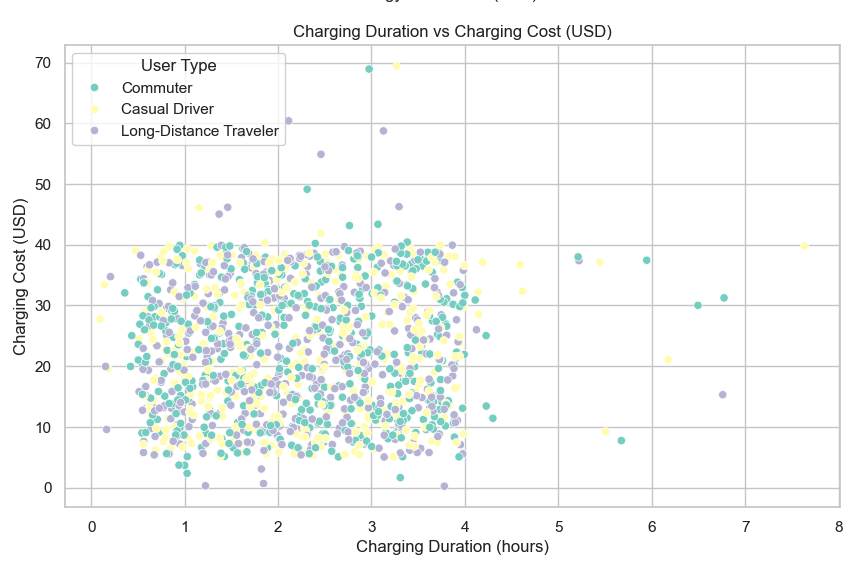 Charging Duration vs Charging Cost (USD)
User Type
Commuter
Casual Driver
Long-Distance Traveler
Charging Cost (USD)
70
60
50
40
30
20
10
0
0 1 2 3 4 5 6 7 8
Charging Duration (hours)